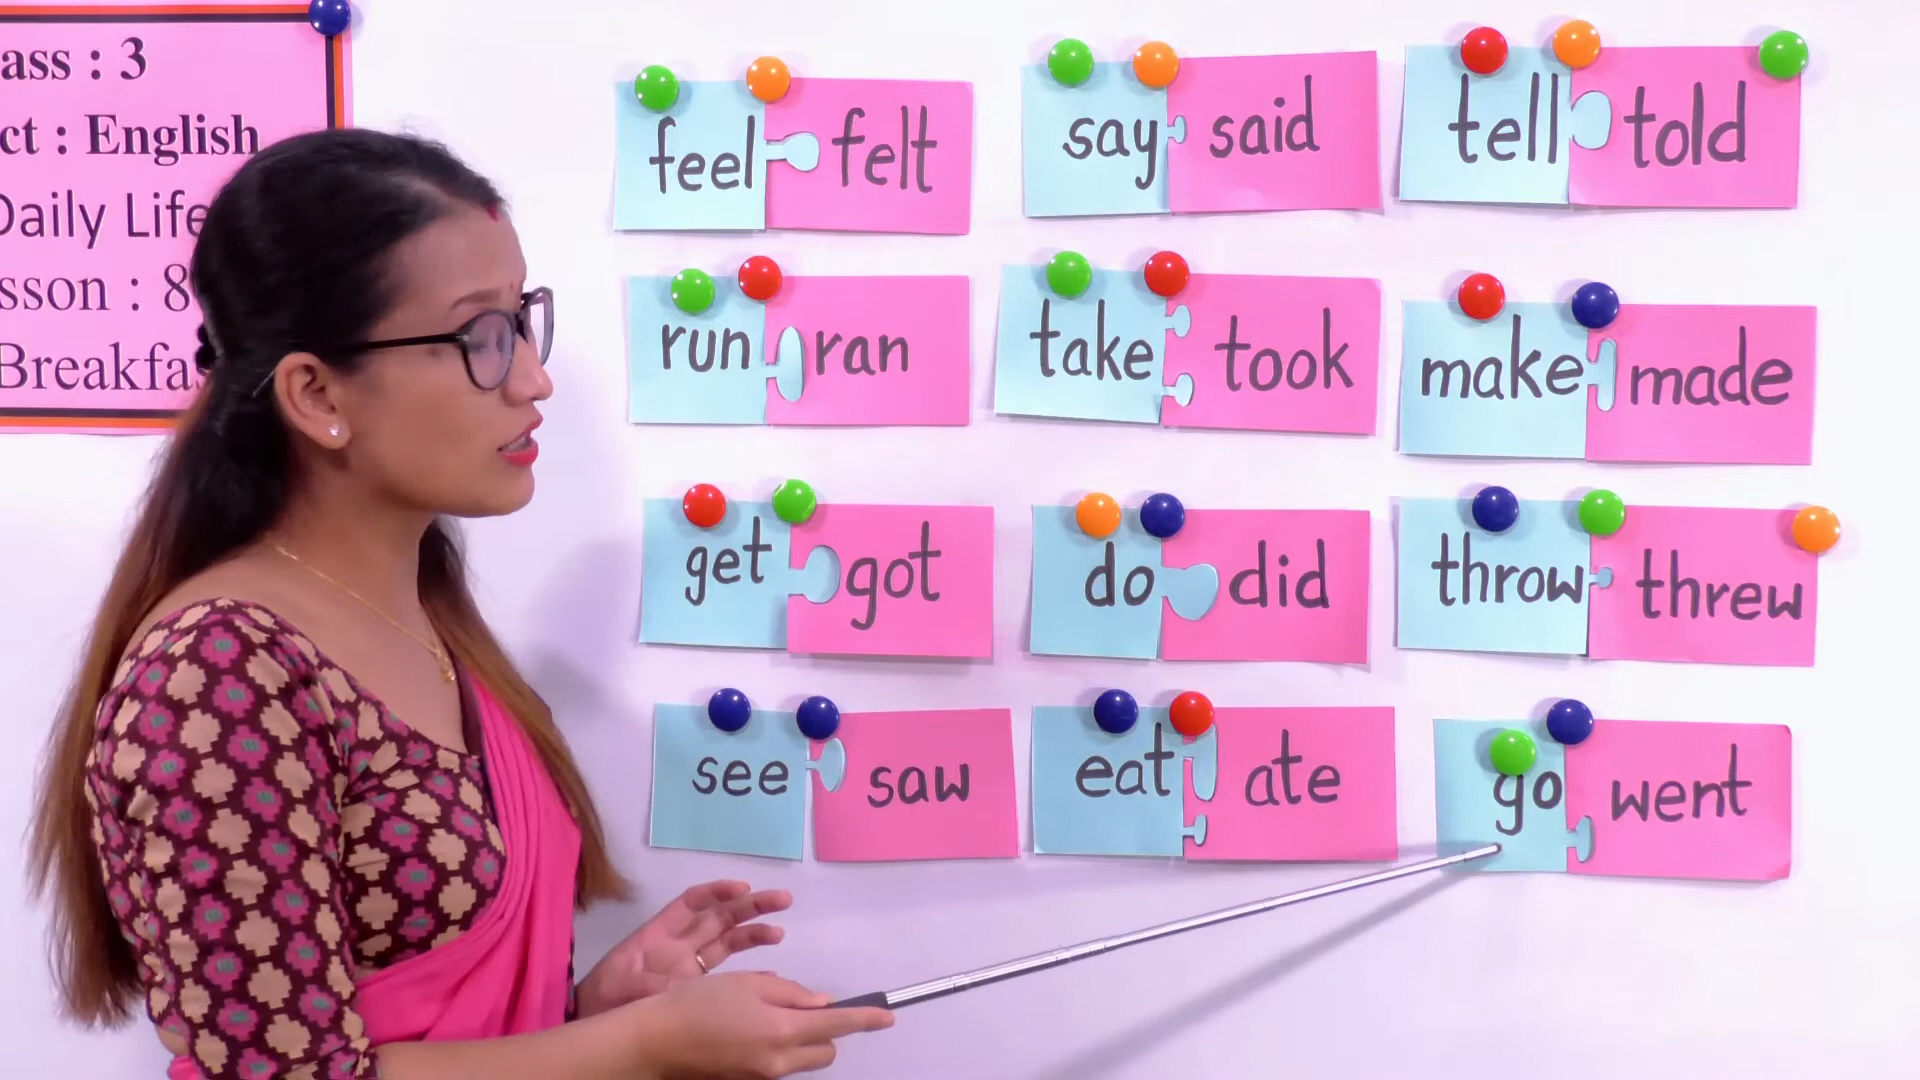 ass : 3
ct : English
Daily Life
sson : 8
Breakfas
feel felt
say said
tell told
run ran
take took
make made
get got
do did
throw threw
see saw
eat ate
go went